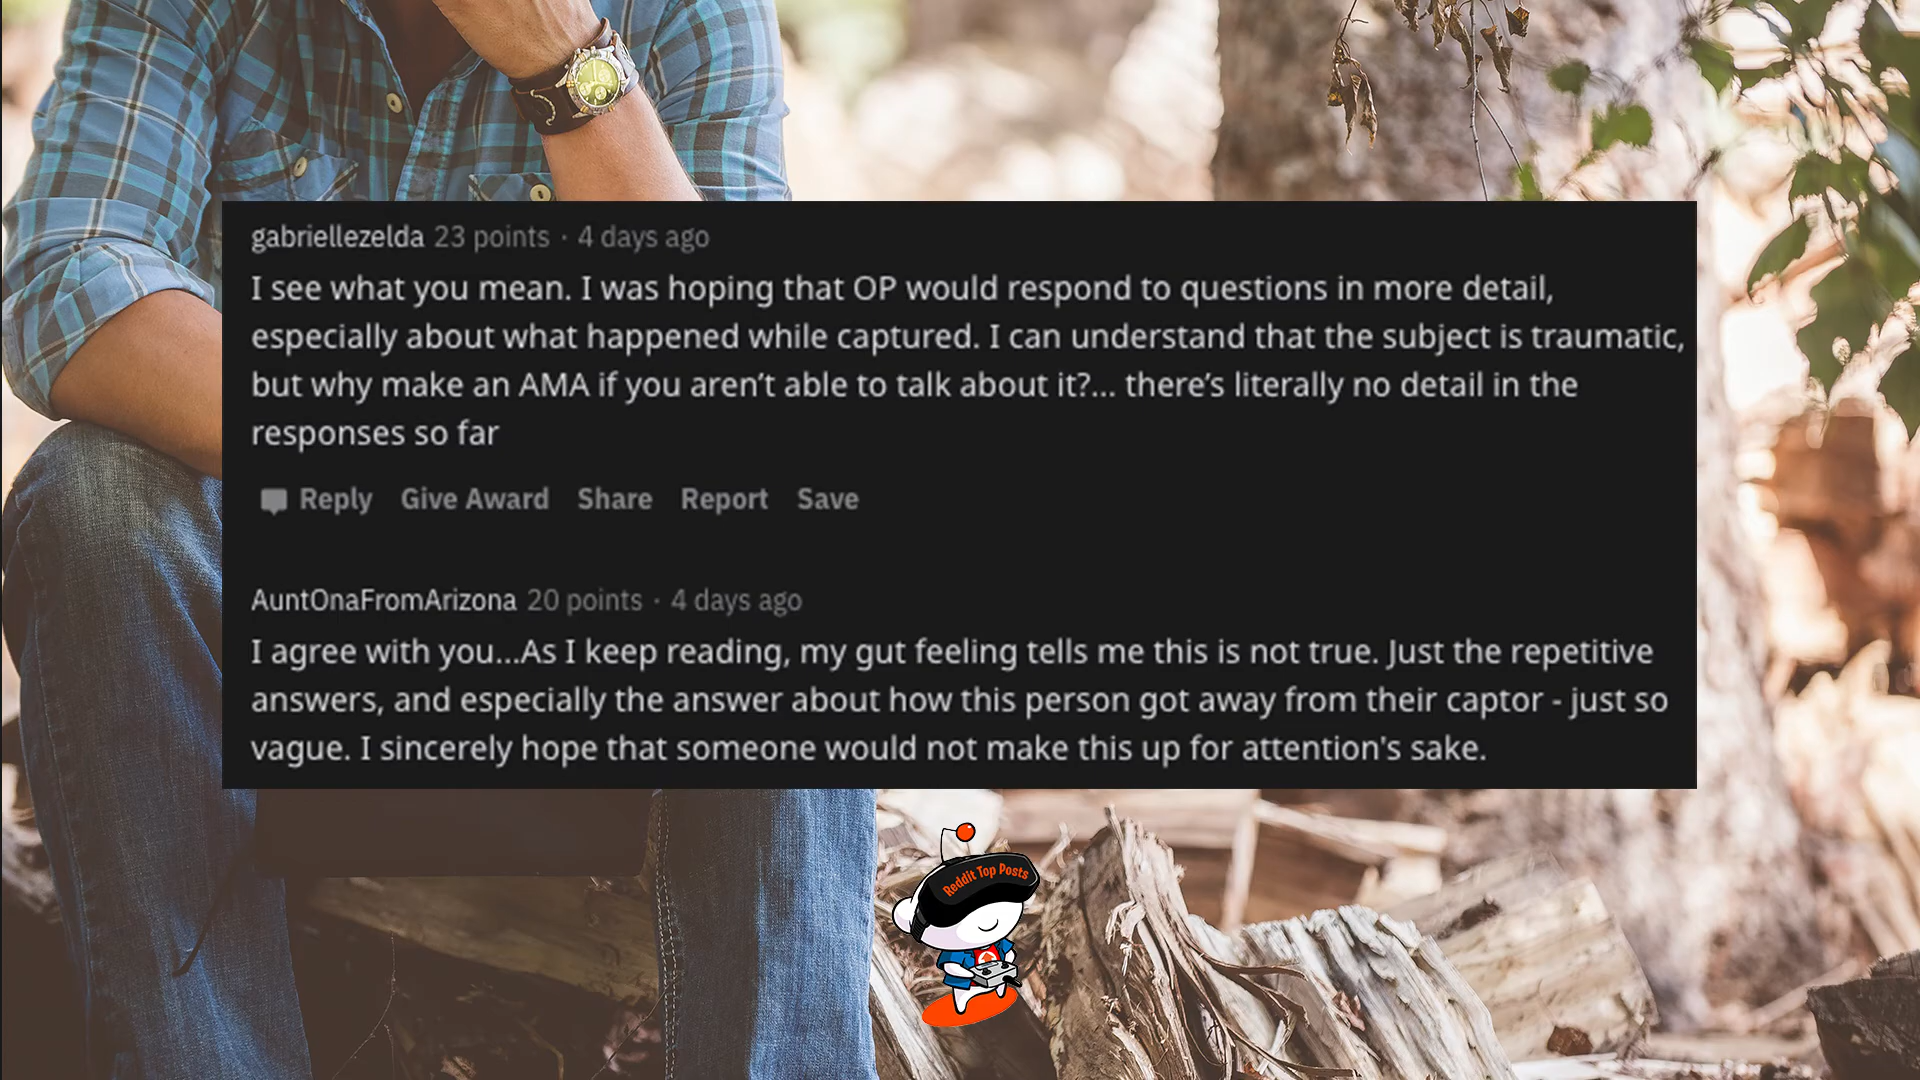 gabriellezelda 23 points · 4 days ago
I see what you mean. I was hoping that OP would respond to questions in more detail,
especially about what happened while captured. I can understand that the subject is traumatic,
but why make an AMA if you aren’t able to talk about it?... there’s literally no detail in the
responses so far
Reply Give Award Share Report Save
AuntOnaFromArizona 20 points · 4 days ago
I agree with you...As I keep reading, my gut feeling tells me this is not true. Just the repetitive
answers, and especially the answer about how this person got away from their captor - just so
vague. I sincerely hope that someone would not make this up for attention's sake.
Reddit Top Posts